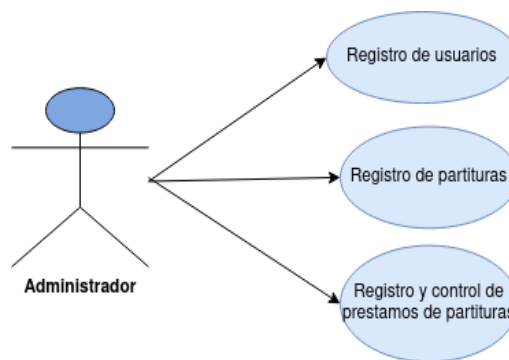 Registro de usuarios
Registro de partituras
Administrador
Registro y control de
prestamos de partituras